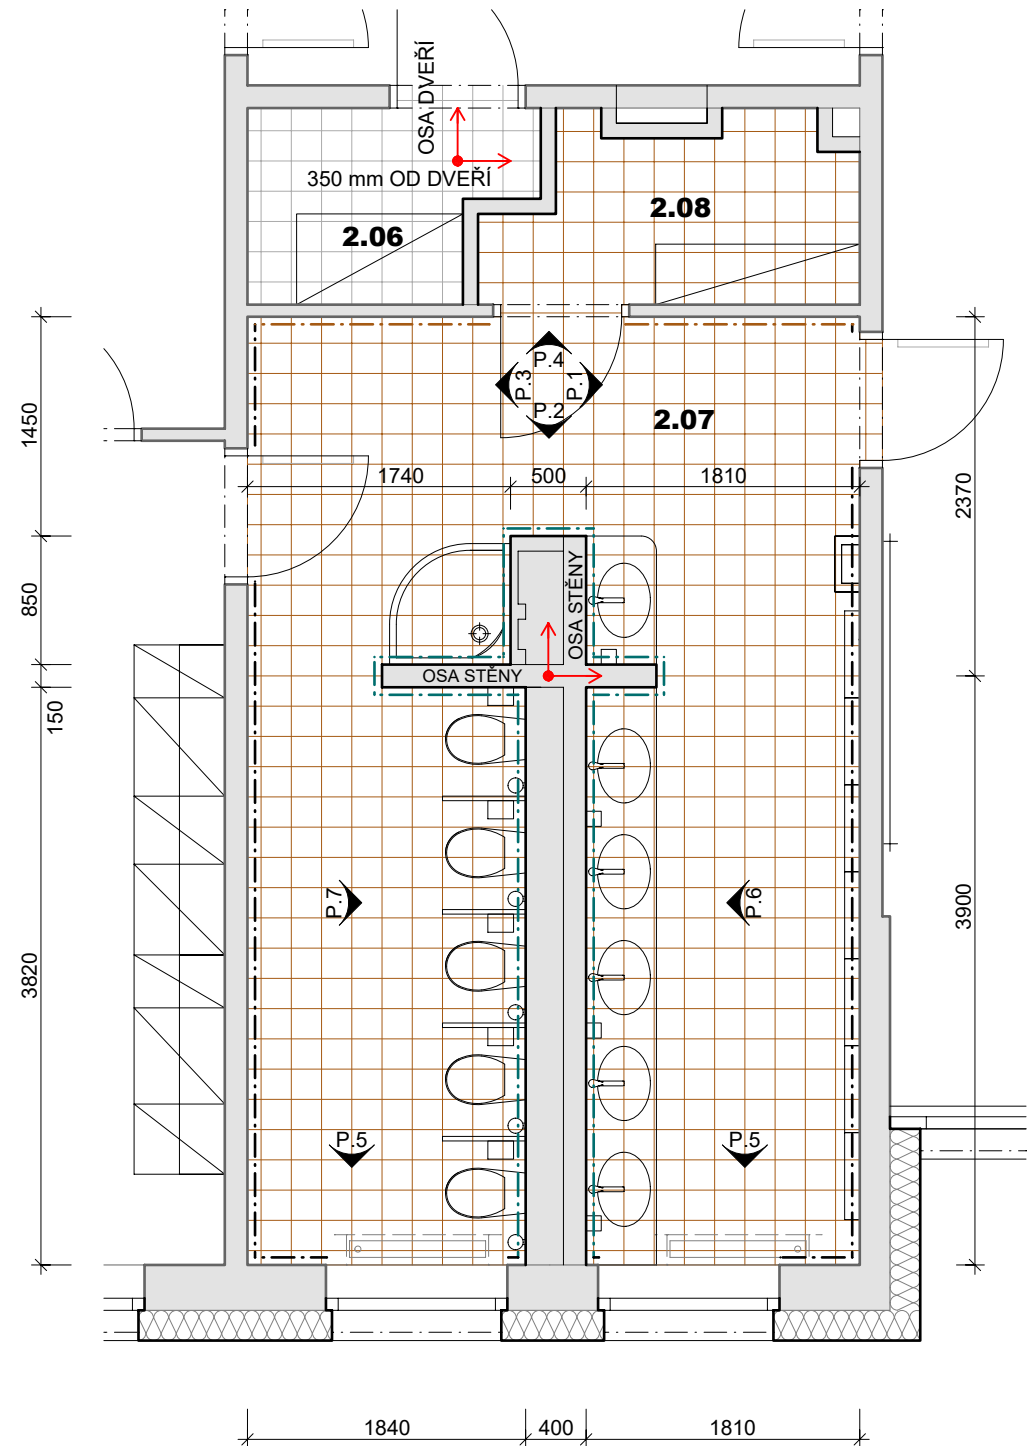 OSA DVEŘÍ
350 mm OD DVEŘÍ
2.06
2.08
P.4
P.3
P.1
P.2
2.07
1450
1740
500
1810
2370
850
OSA STĚNY
OSA STĚNY
150
P.7
P.6
3900
3820
P.5
P.5
1840
400
1810